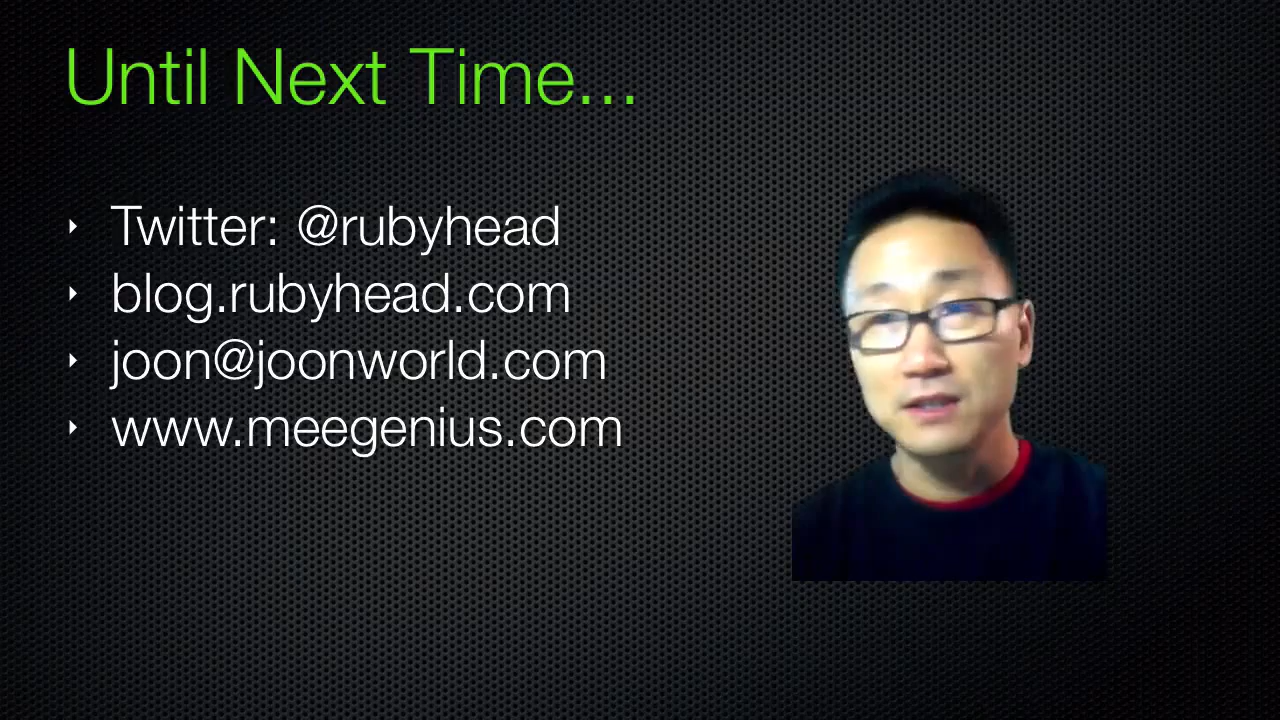 Until Next Time...
Twitter: @rubyhead
blog.rubyhead.com
joon@joonworld.com
www.meegenius.com